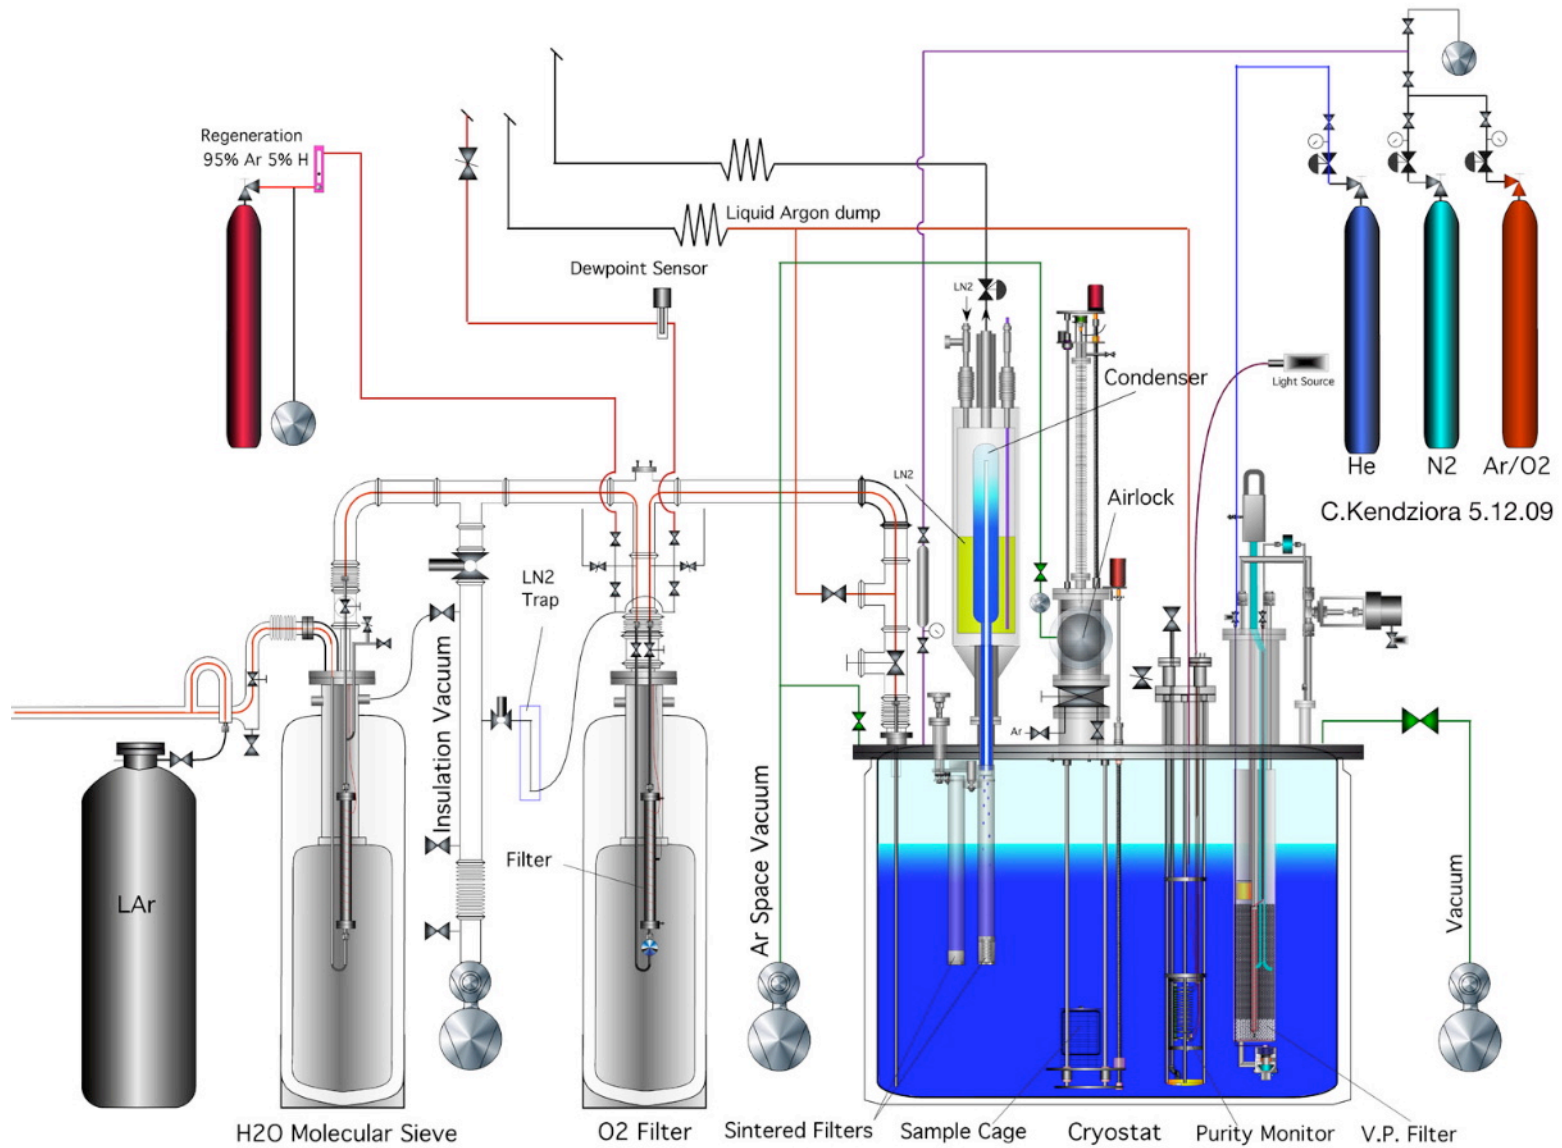 Regeneration
95% Ar 5% H
Liquid Argon dump
Dewpoint Sensor
LN2
Condenser
Light Source
He
N2
Ar/O2
C.Kendziora 5.12.09
LN2
Airlock
LN2
Trap
Insulation Vacuum
Ar
Filter
Ar Space Vacuum
Vacuum
LAr
H2O Molecular Sieve
O2 Filter
Sintered Filters
Sample Cage
Cryostat
Purity Monitor
V.P. Filter